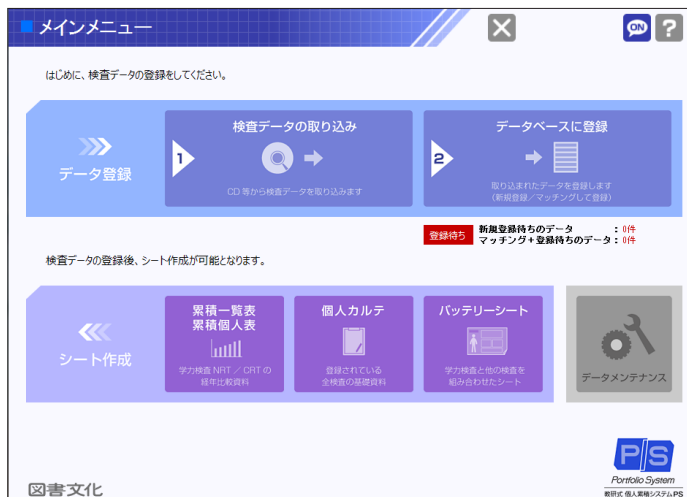 メインメニュー
ON
?
はじめに、検査データの登録をしてください。
データ登録
1
検査データの取り込み
CD 等から検査データを取り込みます
2
データベースに登録
取り込まれたデータを登録します
(新規登録/マッチングして登録)
登録待ち
新規登録待ちのデータ : 0件
マッチング+登録待ちのデータ : 0件
検査データの登録後、シート作成が可能となります。
シート作成
累積一覧表
累積個人表
学力検査 NRT / CRT の
経年比較資料
個人カルテ
登録されている
全検査の基礎資料
バッテリーシート
学力検査と他の検査を
組み合わせたシート
データメンテナンス
図書文化
P/S
Portfolio System
教研式 個人累積システムPS